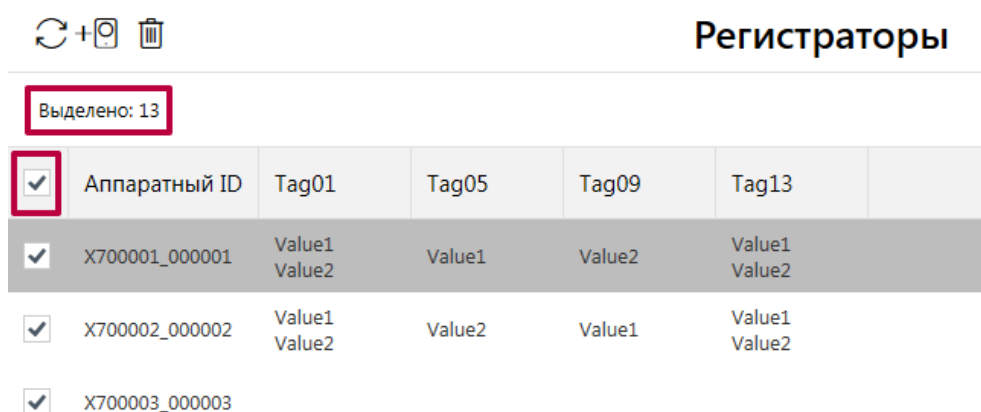 Регистраторы
Выделено: 13
Аппаратный ID Tag01 Tag05 Tag09 Tag13
X700001_000001 Value1 Value2 Value1 Value2 Value1 Value2
X700002_000002 Value1 Value2 Value2 Value1 Value1 Value2
X700003_000003